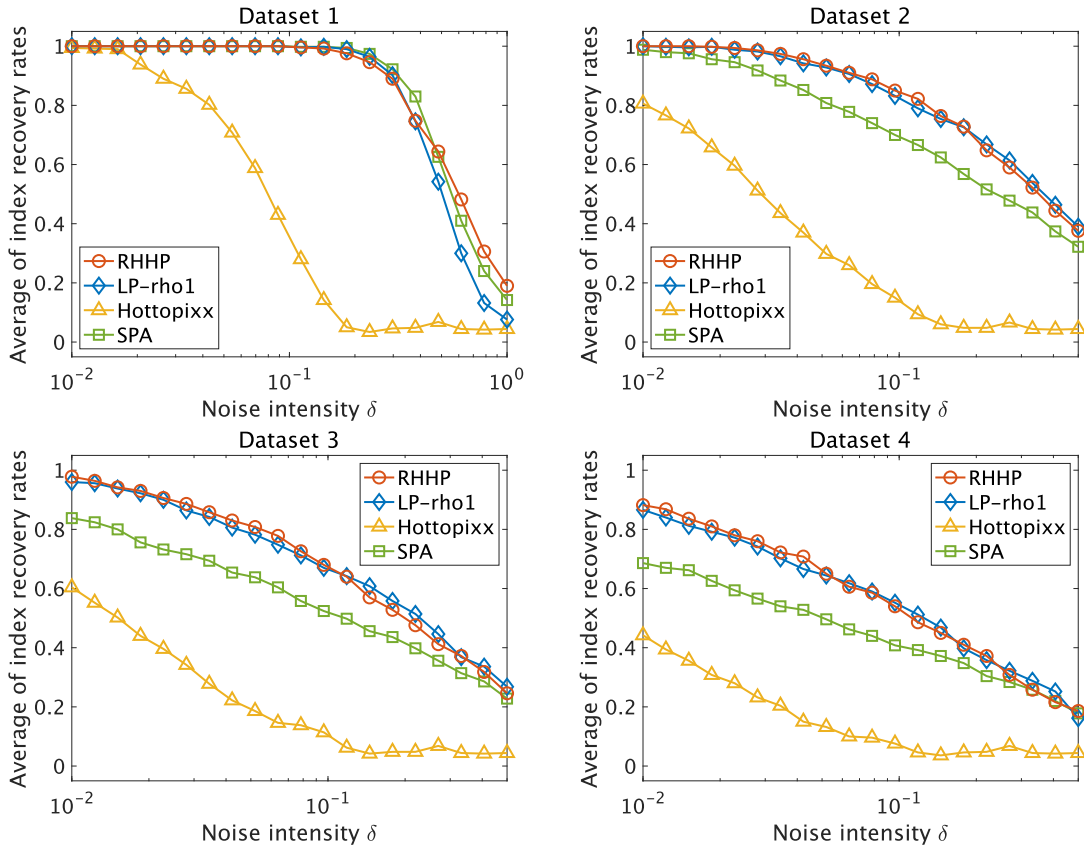 Dataset 1
Average of index recovery rates
1
0.8
0.6
0.4
0.2
0
RHHP
LP-rho1
Hottopixx
SPA
10^-2
10^-1
10^0
Noise intensity δ
Dataset 2
Average of index recovery rates
1
0.8
0.6
0.4
0.2
0
RHHP
LP-rho1
Hottopixx
SPA
10^-2
10^-1
Noise intensity δ
Dataset 3
Average of index recovery rates
1
0.8
0.6
0.4
0.2
0
RHHP
LP-rho1
Hottopixx
SPA
10^-2
10^-1
Noise intensity δ
Dataset 4
Average of index recovery rates
1
0.8
0.6
0.4
0.2
0
RHHP
LP-rho1
Hottopixx
SPA
10^-2
10^-1
Noise intensity δ